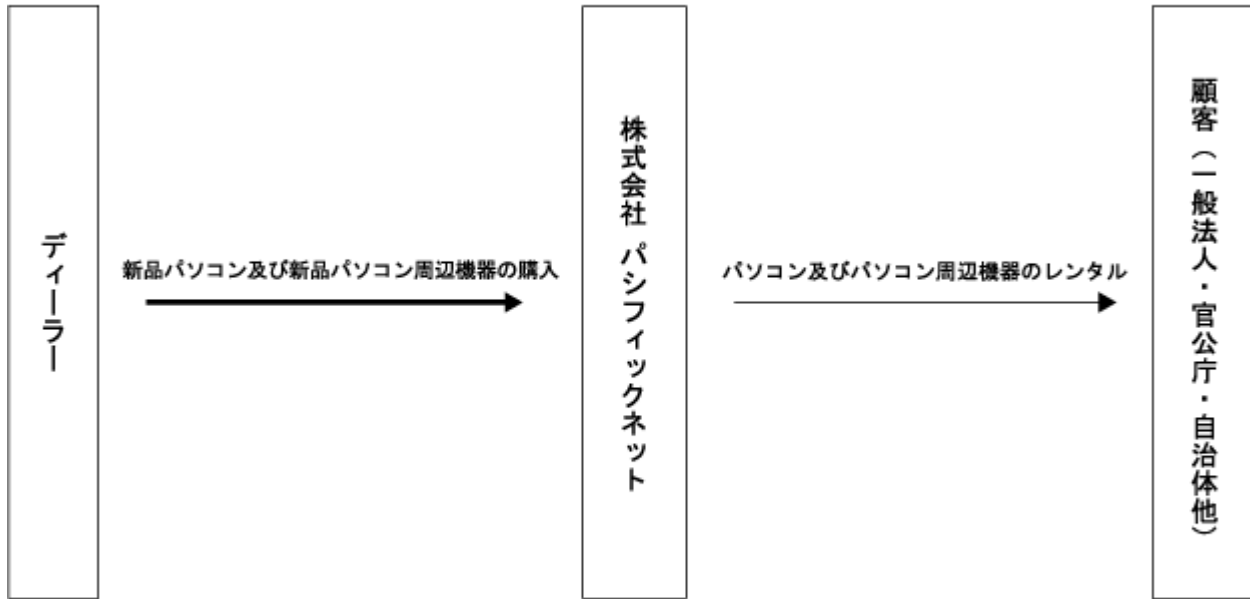 ディーラー
新品パソコン及び新品パソコン周辺機器の購入
株式会社 パシフィックネット
パソコン及びパソコン周辺機器のレンタル
顧客（一般法人・官公庁・自治体他）